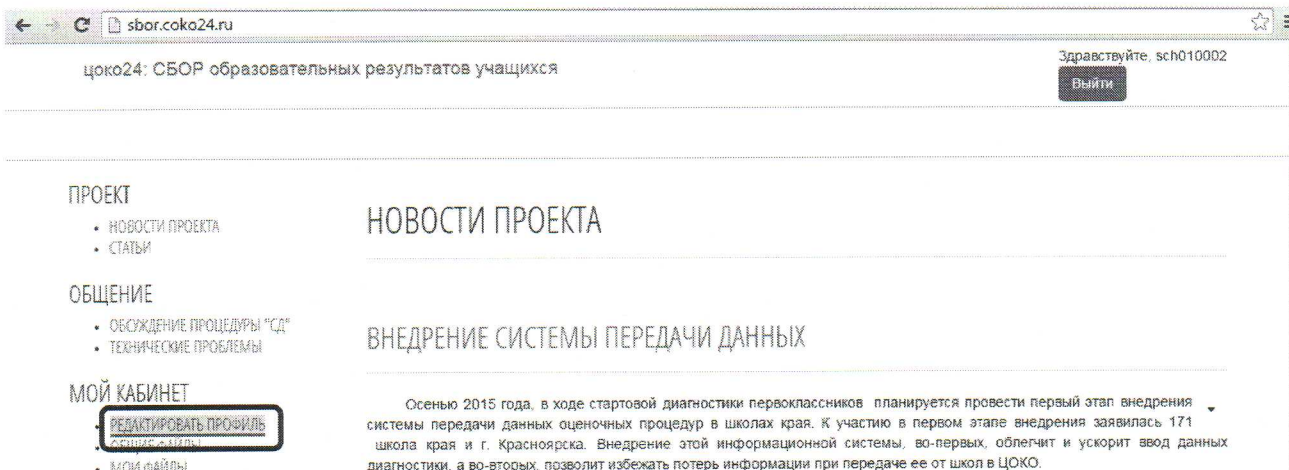 sbor.coko24.ru
цоко24: СБОР образовательных результатов учащихся
Здравствуйте, sch010002
Выйти
ПРОЕКТ
• НОВОСТИ ПРОЕКТА
• СТАТЬИ
ОБЩЕНИЕ
• ОБСУЖДЕНИЕ ПРОЦЕДУРЫ "СД"
• ТЕХНИЧЕСКИЕ ПРОБЛЕМЫ
МОЙ КАБИНЕТ
• РЕДАКТИРОВАТЬ ПРОФИЛЬ
• ОБЩИЕ ФАЙЛЫ
• МОИ ФАЙЛЫ
НОВОСТИ ПРОЕКТА
ВНЕДРЕНИЕ СИСТЕМЫ ПЕРЕДАЧИ ДАННЫХ
Осенью 2015 года, в ходе стартовой диагностики первоклассников планируется провести первый этап внедрения
системы передачи данных оценочных процедур в школах края. К участию в первом этапе внедрения заявилась 171
школа края и г. Красноярска. Внедрение этой информационной системы, во-первых, облегчит и ускорит ввод данных
диагностики, а во-вторых, позволит избежать потерь информации при передаче ее от школ в ЦОКО.